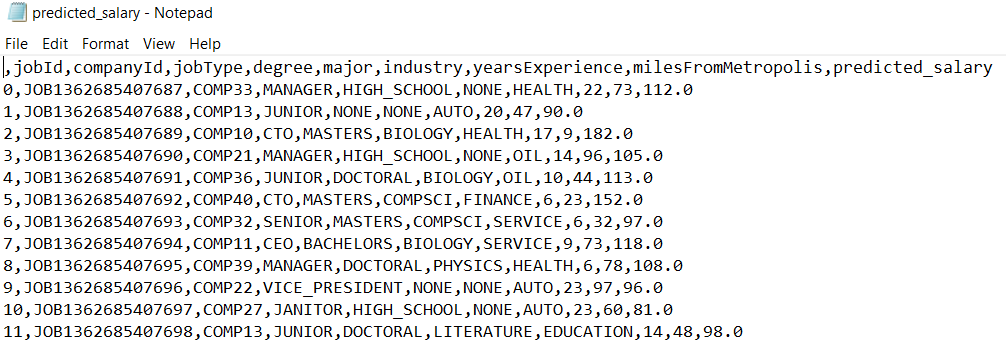 predicted_salary - Notepad
File Edit Format View Help
,jobId,companyId,jobType,degree,major,industry,yearsExperience,milesFromMetropolis,predicted_salary
0,JOB1362685407687,COMP33,MANAGER,HIGH_SCHOOL,NONE,HEALTH,22,73,112.0
1,JOB1362685407688,COMP13,JUNIOR,NONE,NONE,AUTO,20,47,90.0
2,JOB1362685407689,COMP10,CTO,MASTERS,BIOLOGY,HEALTH,17,9,182.0
3,JOB1362685407690,COMP21,MANAGER,HIGH_SCHOOL,NONE,OIL,14,96,105.0
4,JOB1362685407691,COMP36,JUNIOR,DOCTORAL,BIOLOGY,OIL,10,44,113.0
5,JOB1362685407692,COMP40,CTO,MASTERS,COMPSCI,FINANCE,6,23,152.0
6,JOB1362685407693,COMP32,SENIOR,MASTERS,COMPSCI,SERVICE,6,32,97.0
7,JOB1362685407694,COMP11,CEO,BACHELORS,BIOLOGY,SERVICE,9,73,118.0
8,JOB1362685407695,COMP39,MANAGER,DOCTORAL,PHYSICS,HEALTH,6,78,108.0
9,JOB1362685407696,COMP22,VICE_PRESIDENT,NONE,NONE,AUTO,23,97,96.0
10,JOB1362685407697,COMP27,JANITOR,HIGH_SCHOOL,NONE,AUTO,23,60,81.0
11,JOB1362685407698,COMP13,JUNIOR,DOCTORAL,LITERATURE,EDUCATION,14,48,98.0